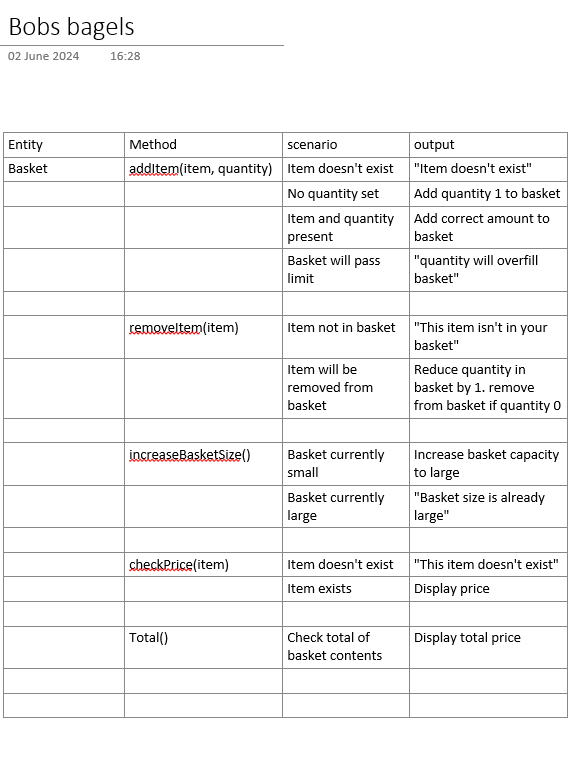 Bobs bagels
02 June 2024 16:28
Entity Method scenario output
Basket addItem(item, quantity) Item doesn't exist "Item doesn't exist"
No quantity set Add quantity 1 to basket
Item and quantity Add correct amount to
present basket
Basket will pass "quantity will overfill
limit basket"
removeItem(item) Item not in basket "This item isn't in your
basket"
Item will be Reduce quantity in
removed from basket by 1. remove
basket from basket if quantity 0
increaseBasketSize() Basket currently Increase basket capacity
small to large
Basket currently "Basket size is already
large large"
checkPrice(item) Item doesn't exist "This item doesn't exist"
Item exists Display price
Total() Check total of Display total price
basket contents